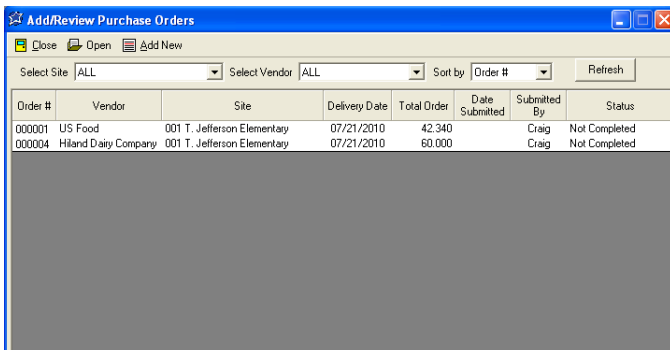 Add/Review Purchase Orders
Close Open Add New
Select Site ALL Select Vendor ALL Sort by Order # Refresh
Order # Vendor Site Delivery Date Total Order Date Submitted Submitted By Status
000001 US Food 001 T. Jefferson Elementary 07/21/2010 42.340 Craig Not Completed
000004 Hiland Dairy Company 001 T. Jefferson Elementary 07/21/2010 60.000 Craig Not Completed